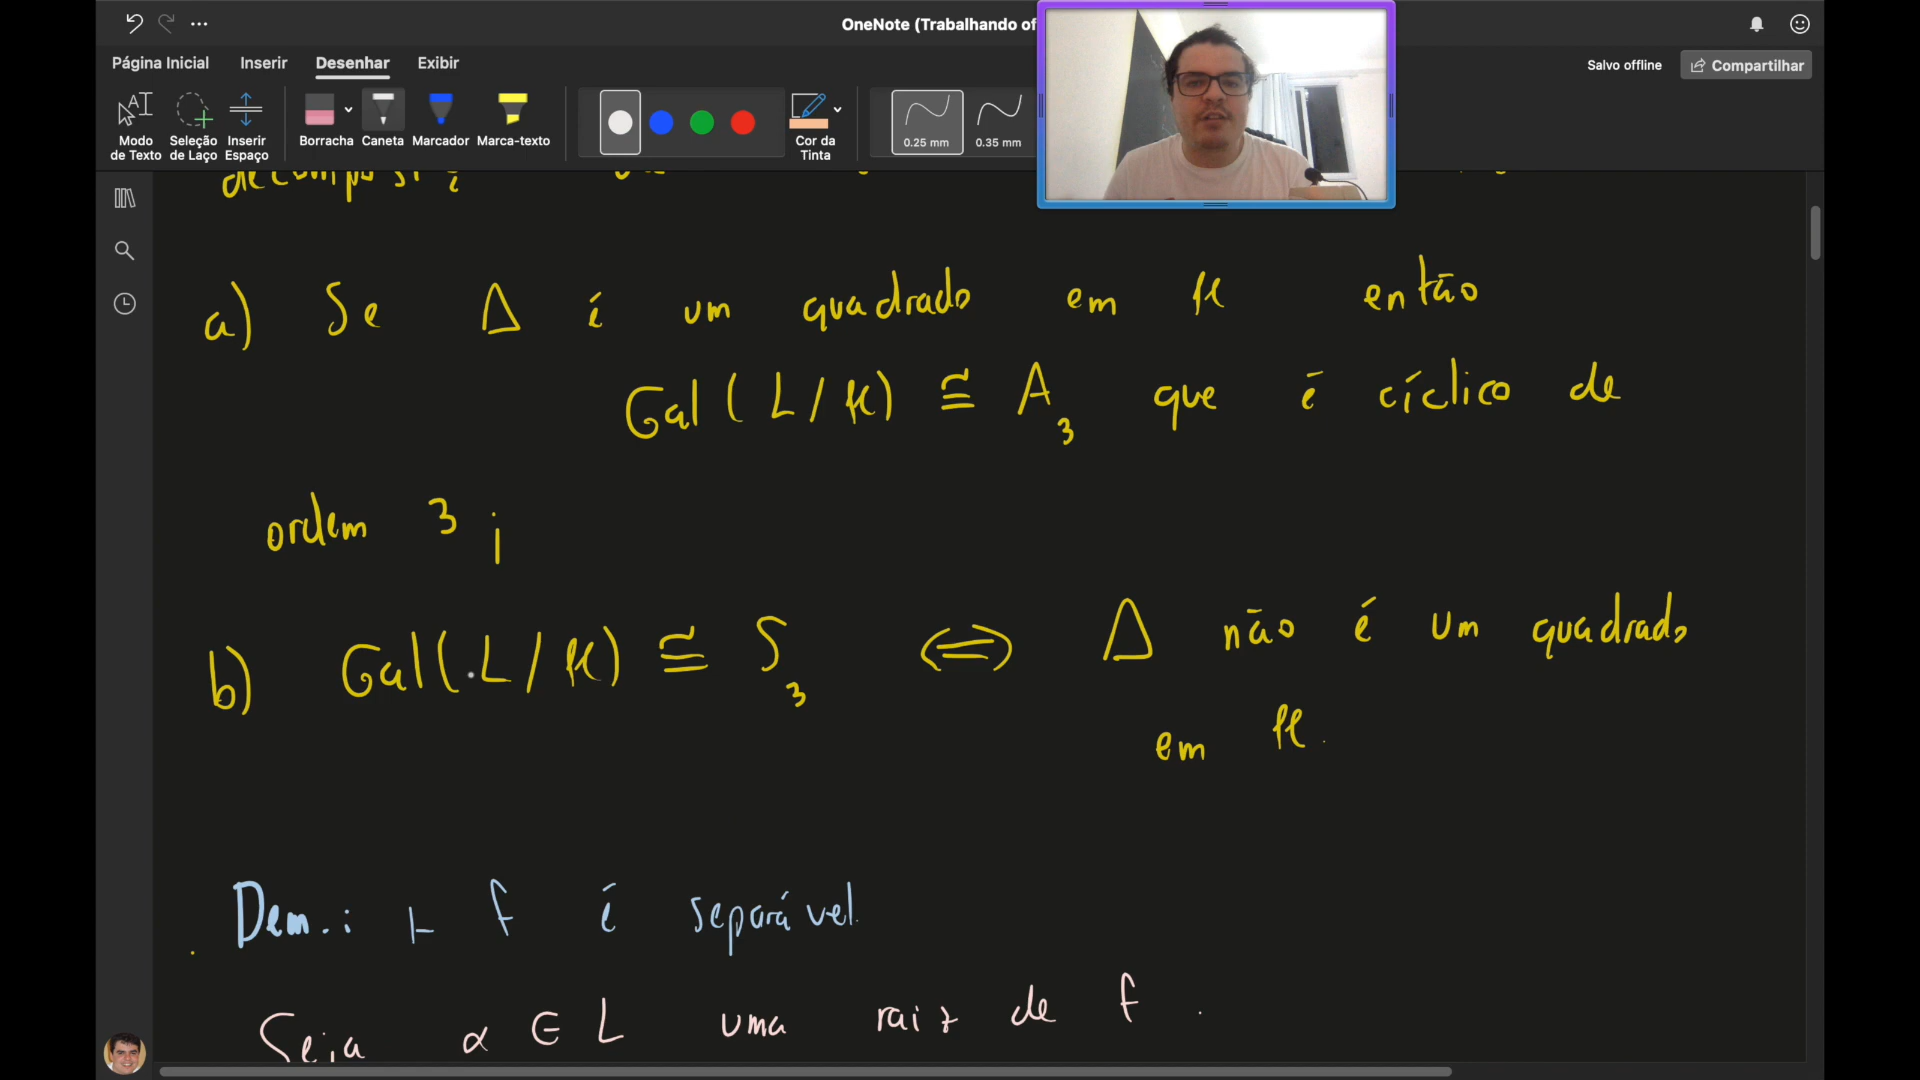 OneNote (Trabalhando of
Página Inicial Inserir Desenhar Exibir
Salvo offline Compartilhar
Modo de Texto Seleção de Laço Inserir Espaço Borracha Caneta Marcador Marca-texto Cor da Tinta 0.25 mm 0.35 mm
a) Se Δ é um quadrado em K então
Gal(L/K) ≅ A₃ que é cíclico de
ordem 3;
b) Gal(L/K) ≅ S₃ ⇔ Δ não é um quadrado
em K.
Dem.: ⊢ f é separável.
Seja α ∈ L uma raiz de f.